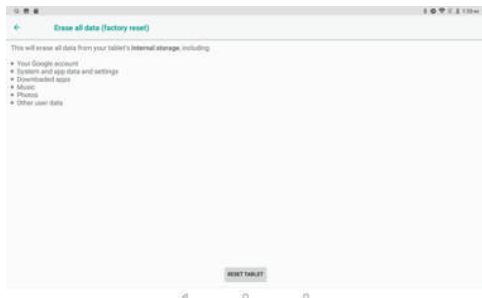 Erase all data (factory reset)
This will erase all data from your tablet's internal storage, including:
Your Google account
System and app data and settings
Downloaded apps
Music
Photos
Other user data
RESET TABLET